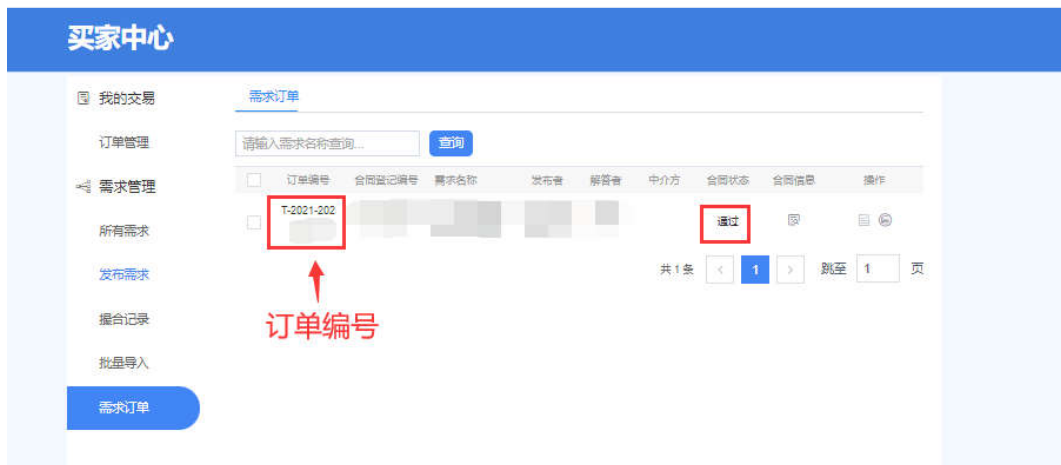 买家中心
我的交易
订单管理
需求管理
所有需求
发布需求
撮合记录
批量导入
需求订单
需求订单
请输入需求名称查询... 查询
订单编号 合同登记编号 需求名称 发布者 解答者 中介方 合同状态 合同信息 操作
T-2021-202 通过
共 1 条 < 1 > 跳至 1 页
订单编号